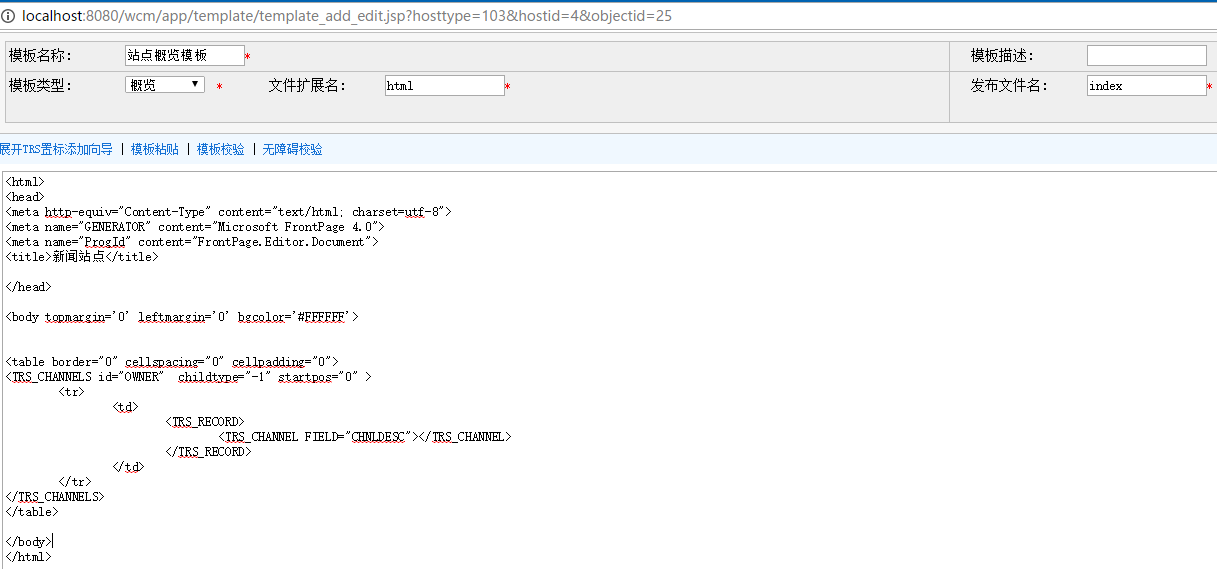 localhost:8080/wcm/app/template/template_add_edit.jsp?hosttype=103&hostid=4&objectid=25
模板名称： 站点概览模板 * 模板描述：
模板类型： 概览 * 文件扩展名： html * 发布文件名： index *
展开TRS置标添加向导 | 模板粘贴 | 模板校验 | 无障碍校验
<html>
<head>
<meta http-equiv="Content-Type" content="text/html; charset=utf-8">
<meta name="GENERATOR" content="Microsoft FrontPage 4.0">
<meta name="ProgId" content="FrontPage.Editor.Document">
<title>新闻站点</title>
</head>
<body topmargin='0' leftmargin='0' bgcolor='#FFFFFF'>
<table border="0" cellspacing="0" cellpadding="0">
<TRS_CHANNELS id="OWNER"  childtype="-1" startpos="0" >
<tr>
<td>
<TRS_RECORD>
<TRS_CHANNEL FIELD="CHNLDESC"></TRS_CHANNEL>
</TRS_RECORD>
</td>
</tr>
</TRS_CHANNELS>
</table>
</body>
</html>